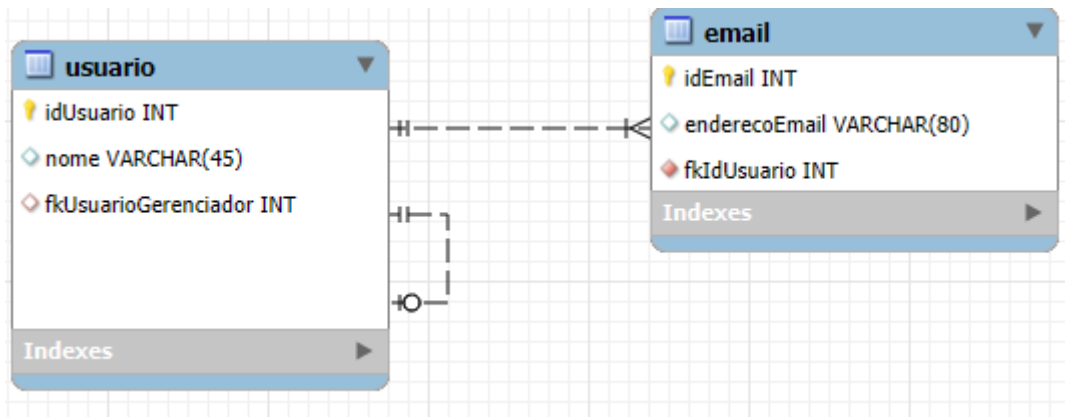 usuario
idUsuario INT
nome VARCHAR(45)
fkUsuarioGerenciador INT
Indexes
email
idEmail INT
enderecoEmail VARCHAR(80)
fkIdUsuario INT
Indexes